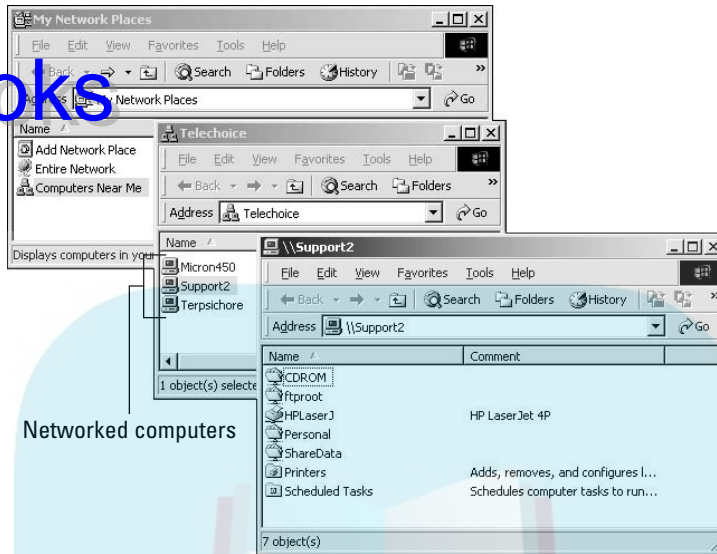 My Network Places
File Edit View Favorites Tools Help
Back Search Folders History »
oks
Address My Network Places Go
Name
Add Network Place
Entire Network
Computers Near Me
Displays computers in your
Telechoice
File Edit View Favorites Tools Help
Back Search Folders »
Address Telechoice Go
Name
Micron450
Support2
Terpsichore
1 object(s) selecte
\\Support2
File Edit View Favorites Tools Help
Back Search Folders History »
Address \\Support2 Go
Name Comment
CDROM
ftproot
HPLaserJ HP LaserJet 4P
Personal
ShareData
Printers Adds, removes, and configures l...
Scheduled Tasks Schedules computer tasks to run...
7 object(s)
Networked computers